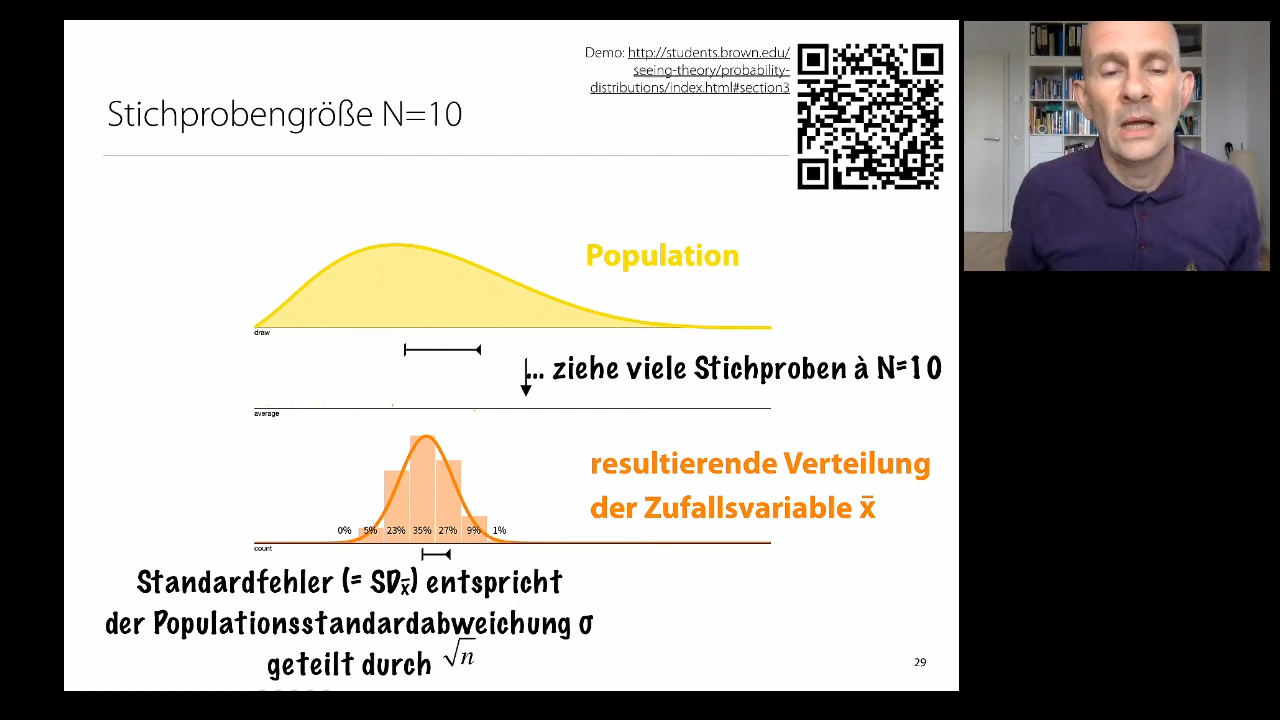 Demo: http://students.brown.edu/
seeing-theory/probability-
distributions/index.html#section3
Stichprobengröße N=10
Population
draw
... ziehe viele Stichproben à N=10
average
resultierende Verteilung
der Zufallsvariable x̄
0% 5% 23% 35% 27% 9% 1%
count
Standardfehler (= SDx̄) entspricht
der Populationsstandardabweichung σ
geteilt durch √n
29